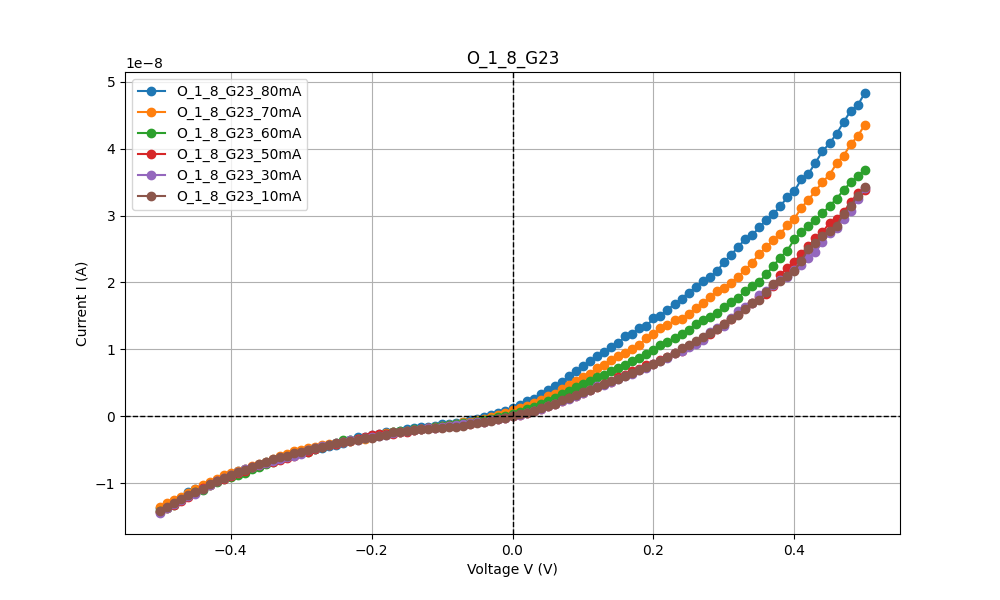 O_1_8_G23
1e−8
5
4
3
2
1
0
−1
Current I (A)
O_1_8_G23_80mA
O_1_8_G23_70mA
O_1_8_G23_60mA
O_1_8_G23_50mA
O_1_8_G23_30mA
O_1_8_G23_10mA
−0.4 −0.2 0.0 0.2 0.4
Voltage V (V)